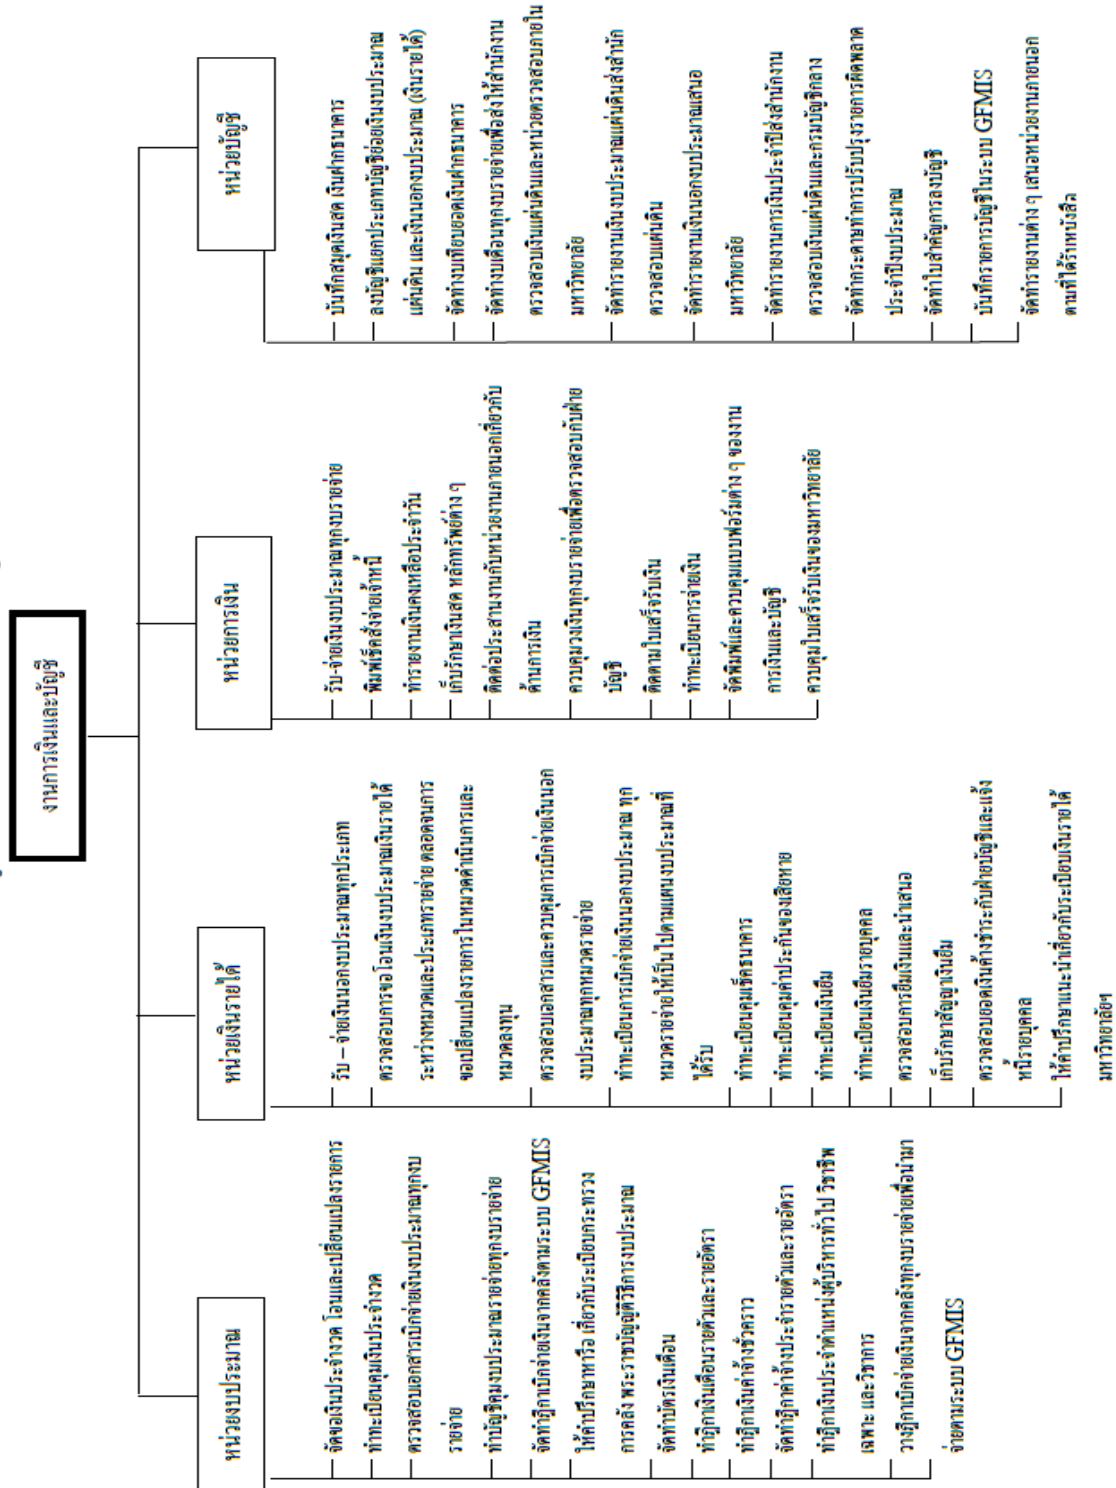 งานการเงินและบัญชี
หน่วยงบประมาณ
จัดขอเงินประจำงวด โอนและเปลี่ยนแปลงรายการ
ทำทะเบียนคุมเงินประจำงวด
ตรวจสอบเอกสารเบิกจ่ายเงินงบประมาณทุกงบ
รายจ่าย
ทำบัญชีคุมงบประมาณรายจ่ายทุกงบรายจ่าย
จัดทำฎีกาเบิกจ่ายเงินจากคลังตามระบบ GFMIS
ให้คำปรึกษาหารือ เกี่ยวกับระเบียบกระทรวง
การคลัง พระราชบัญญัติวิธีการงบประมาณ
จัดทำบัตรเงินเดือน
ทำฎีกาเงินเดือนรายตัวและรายอัตรา
ทำฎีกาเงินค่าจ้างชั่วคราว
จัดทำฎีกาค่าจ้างประจำรายตัวและรายอัตรา
ทำฎีกาเงินประจำตำแหน่งผู้บริหารทั่วไป วิชาชีพ
เฉพาะ และวิชาการ
วางฎีกาเบิกจ่ายเงินจากคลังทุกงบรายจ่ายเพื่อนำมา
จ่ายตามระบบ GFMIS
หน่วยเงินรายได้
รับ – จ่ายเงินนอกงบประมาณทุกประเภท
ตรวจสอบการขอโอนเงินงบประมาณเงินรายได้
ระหว่างหมวดและประเภทรายจ่าย ตลอดจนการ
ขอเปลี่ยนแปลงรายการในหมวดดำเนินการและ
หมวดลงทุน
ตรวจสอบเอกสารและควบคุมการเบิกจ่ายเงินนอก
งบประมาณทุกหมวดรายจ่าย
ทำทะเบียนการเบิกจ่ายเงินนอกงบประมาณ ทุก
หมวดรายจ่ายให้เป็นไปตามแผนงบประมาณที่
ได้รับ
ทำทะเบียนคุมเช็คธนาคาร
ทำทะเบียนคุมค่าประกันของเสียหาย
ทำทะเบียนเงินยืม
ทำทะเบียนเงินยืมรายบุคคล
ตรวจสอบการยืมเงินและนำเสนอ
เก็บรักษาสัญญาเงินยืม
ตรวจสอบยอดเงินค้างชำระกับฝ่ายบัญชีและแจ้ง
หนี้รายบุคคล
ให้คำปรึกษาแนะนำเกี่ยวกับระเบียบเงินรายได้
มหาวิทยาลัยฯ
หน่วยการเงิน
รับ-จ่ายเงินงบประมาณทุกงบรายจ่าย
พิมพ์เช็คสั่งจ่ายเจ้าหนี้
ทำรายงานเงินคงเหลือประจำวัน
เก็บรักษาเงินสด หลักทรัพย์ต่าง ๆ
ติดต่อประสานงานกับหน่วยงานภายนอกเกี่ยวกับ
ด้านการเงิน
ควบคุมวงเงินทุกงบรายจ่ายเพื่อตรวจสอบกับฝ่าย
บัญชี
ติดตามใบเสร็จรับเงิน
ทำทะเบียนการจ่ายเงิน
จัดพิมพ์และควบคุมแบบฟอร์มต่าง ๆ ของงาน
การเงินและบัญชี
ควบคุมใบเสร็จรับเงินของมหาวิทยาลัย
หน่วยบัญชี
บันทึกสมุดเงินสด เงินฝากธนาคาร
ลงบัญชีแยกประเภทบัญชีย่อยเงินงบประมาณ
แผ่นดิน และเงินนอกงบประมาณ (เงินรายได้)
จัดทำงบเทียบยอดเงินฝากธนาคาร
จัดทำงบเดือนทุกงบรายจ่ายเพื่อส่งให้สำนักงาน
ตรวจสอบเงินแผ่นดินและหน่วยตรวจสอบภายใน
มหาวิทยาลัย
จัดทำรายงานเงินงบประมาณแผ่นดินส่งสำนัก
ตรวจสอบแผ่นดิน
จัดทำรายงานเงินนอกงบประมาณเสนอ
มหาวิทยาลัย
จัดทำรายงานการเงินประจำปีส่งสำนักงาน
ตรวจสอบเงินแผ่นดินและกรมบัญชีกลาง
จัดทำกระดาษทำการปรับปรุงรายการผิดพลาด
ประจำปีงบประมาณ
จัดทำใบสำคัญการลงบัญชี
บันทึกรายการบัญชีในระบบ GFMIS
จัดทำรายงานต่าง ๆ เสนอหน่วยงานภายนอก
ตามที่ได้รับหนังสือ